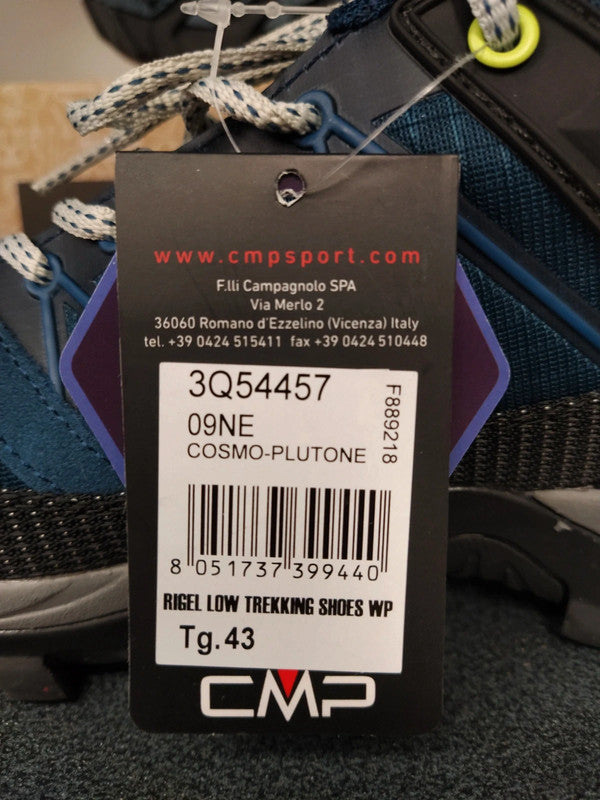 www.cmpsport.com
F.lli Campagnolo SPA
Via Merlo 2
36060 Romano d'Ezzelino (Vicenza) Italy
tel. +39 0424 515411 fax +39 0424 510448
3Q54457
09NE
COSMO-PLUTONE
F889218
8 051737 399440
RIGEL LOW TREKKING SHOES WP
Tg.43
CMP